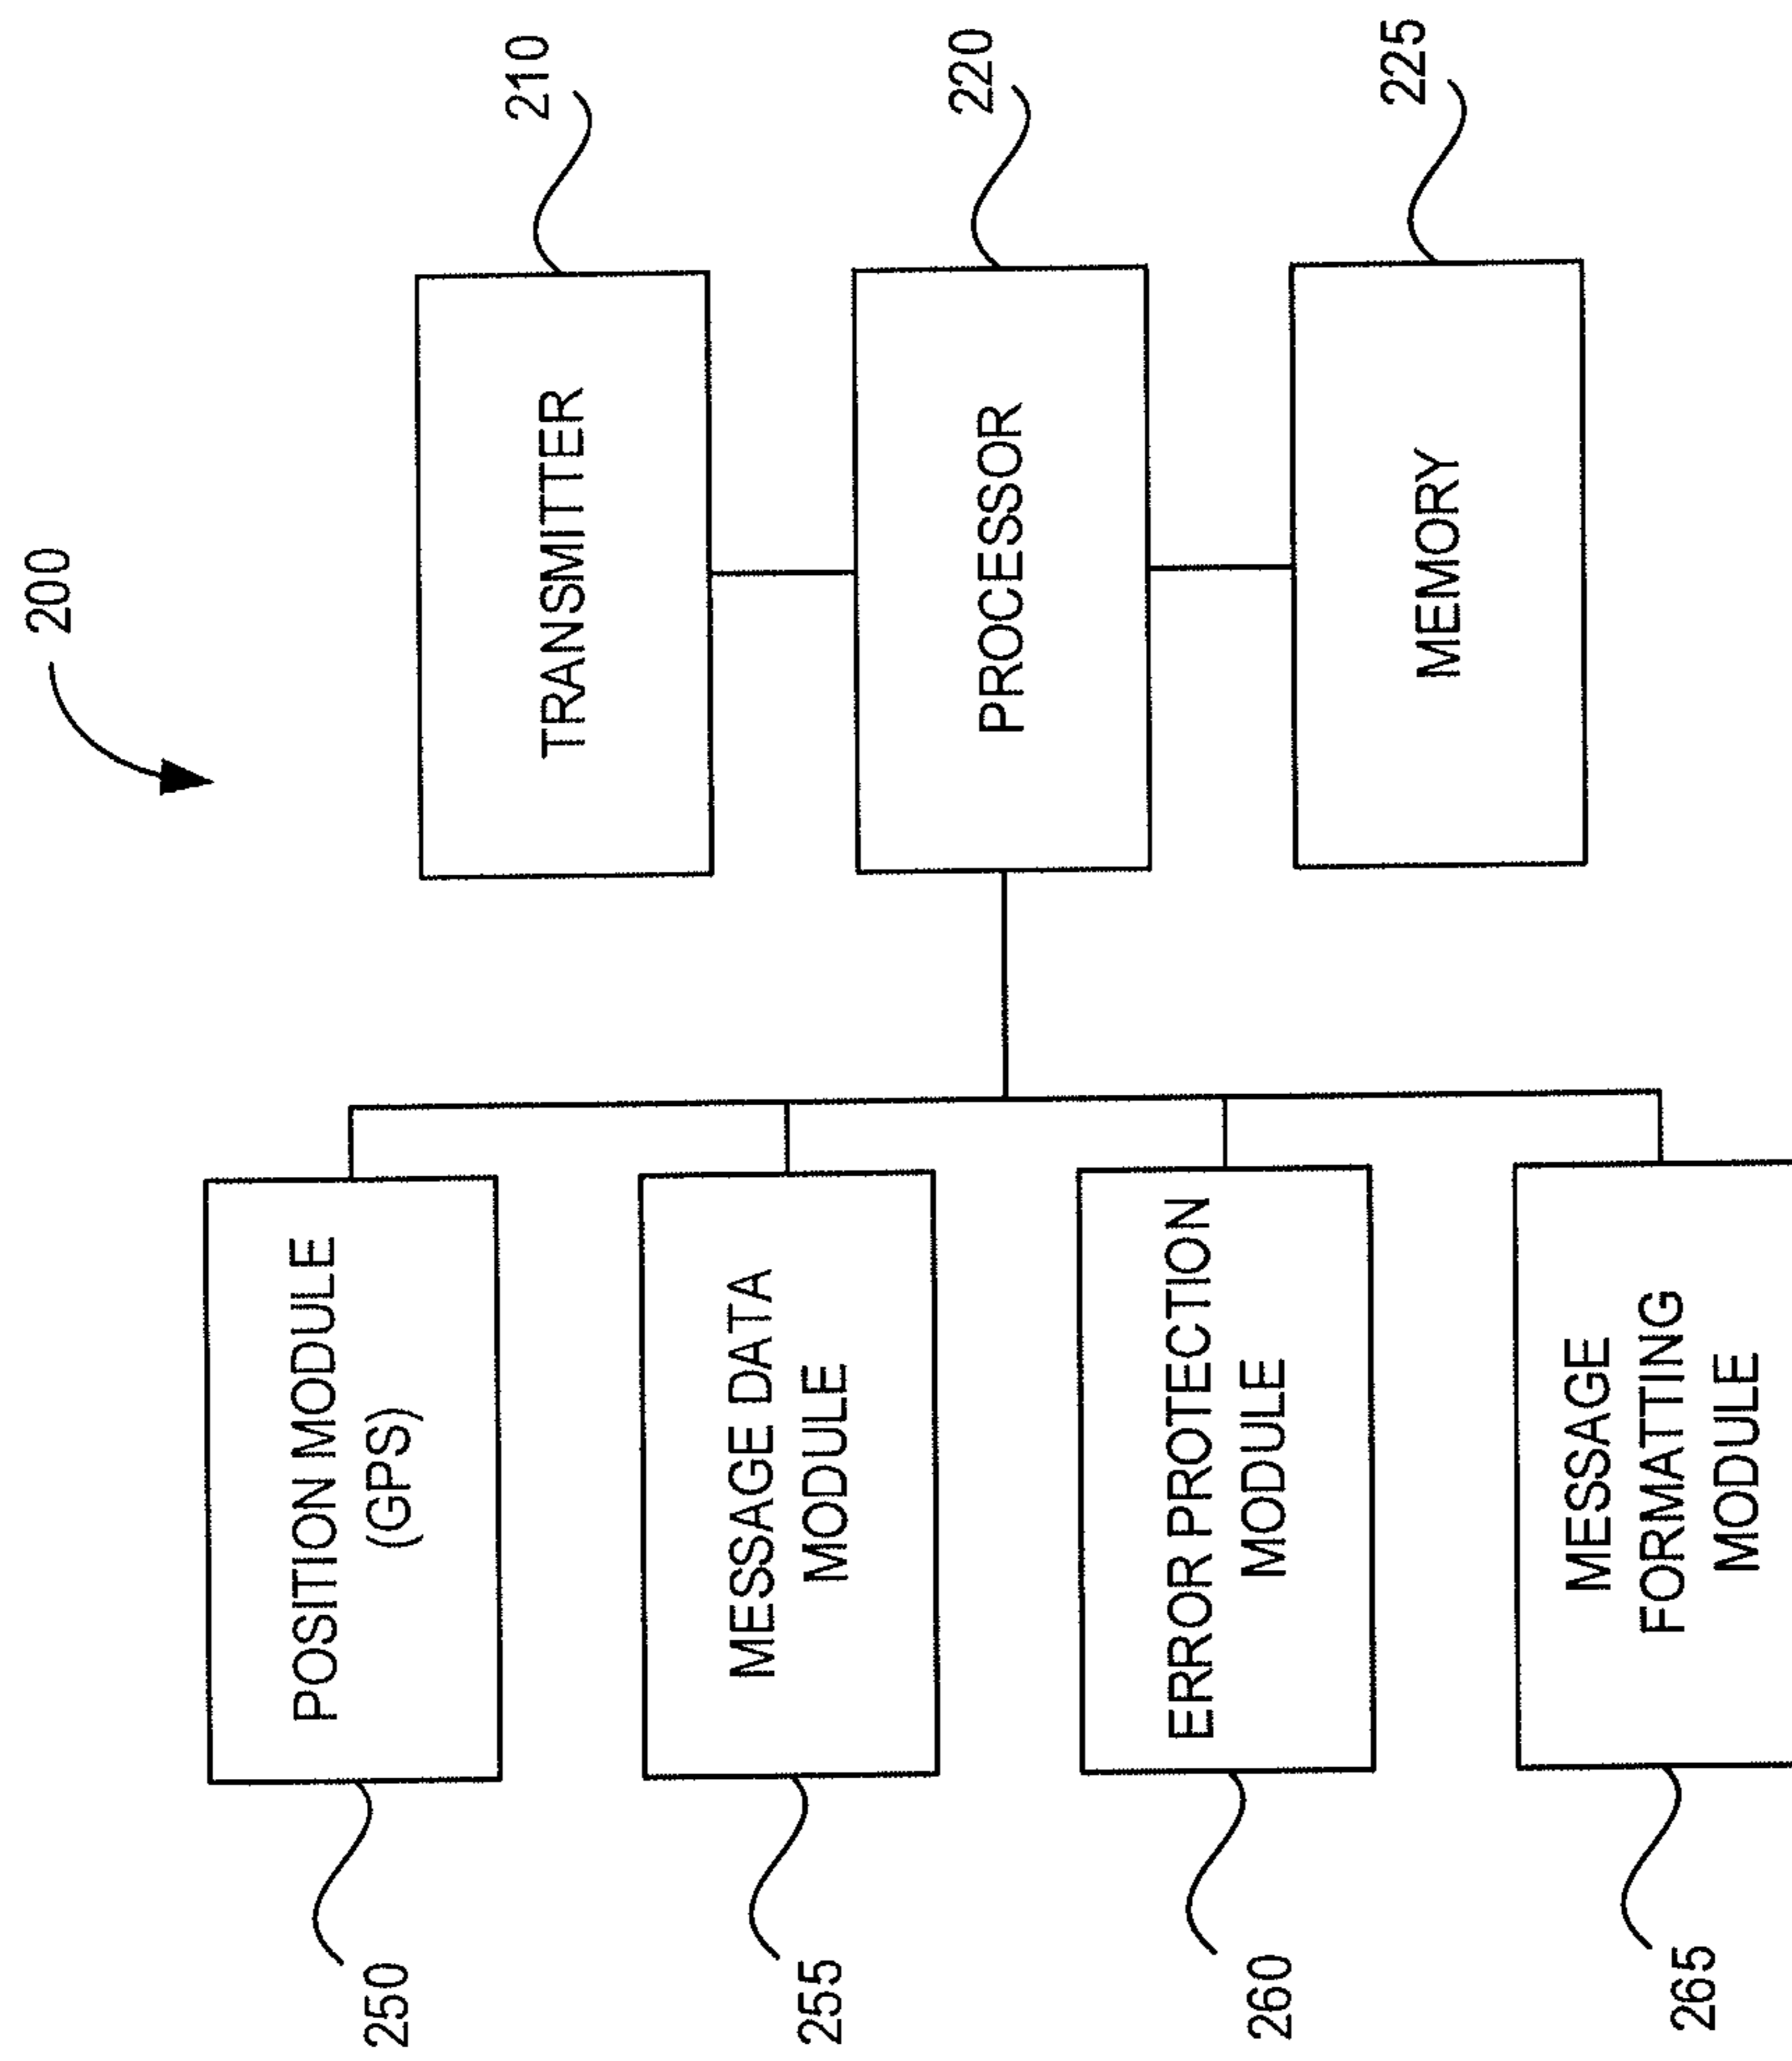 200
TRANSMITTER
210
PROCESSOR
220
MEMORY
225
POSITION MODULE
(GPS)
250
MESSAGE DATA
MODULE
255
ERROR PROTECTION
MODULE
260
MESSAGE
FORMATTING
MODULE
265